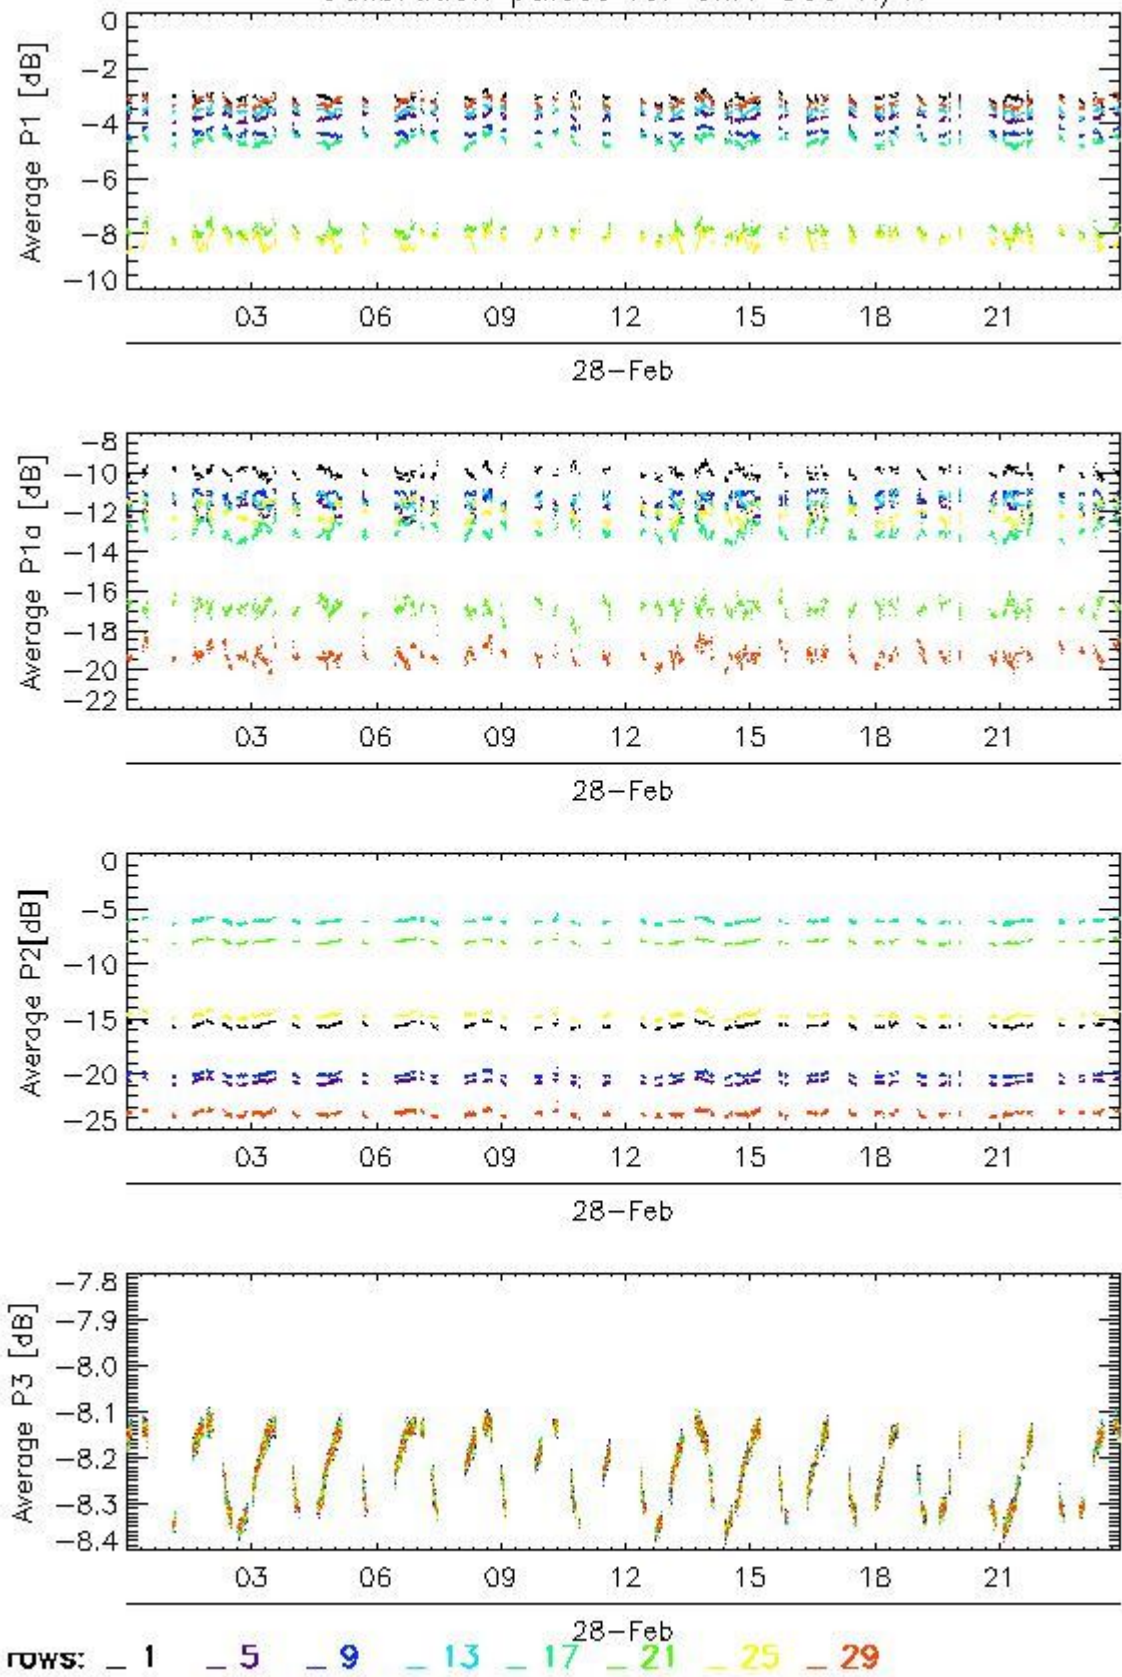 Average P1 [dB]
0
−2
−4
−6
−8
−10
03 06 09 12 15 18 21
28−Feb
Average P1a [dB]
−8
−10
−12
−14
−16
−18
−20
−22
03 06 09 12 15 18 21
28−Feb
Average P2[dB]
0
−5
−10
−15
−20
−25
03 06 09 12 15 18 21
28−Feb
Average P3 [dB]
−7.8
−7.9
−8.0
−8.1
−8.2
−8.3
−8.4
03 06 09 12 15 18 21
28−Feb
rows: _ 1 _ 5 _ 9 _ 13 _ 17 _ 21 _ 25 _ 29